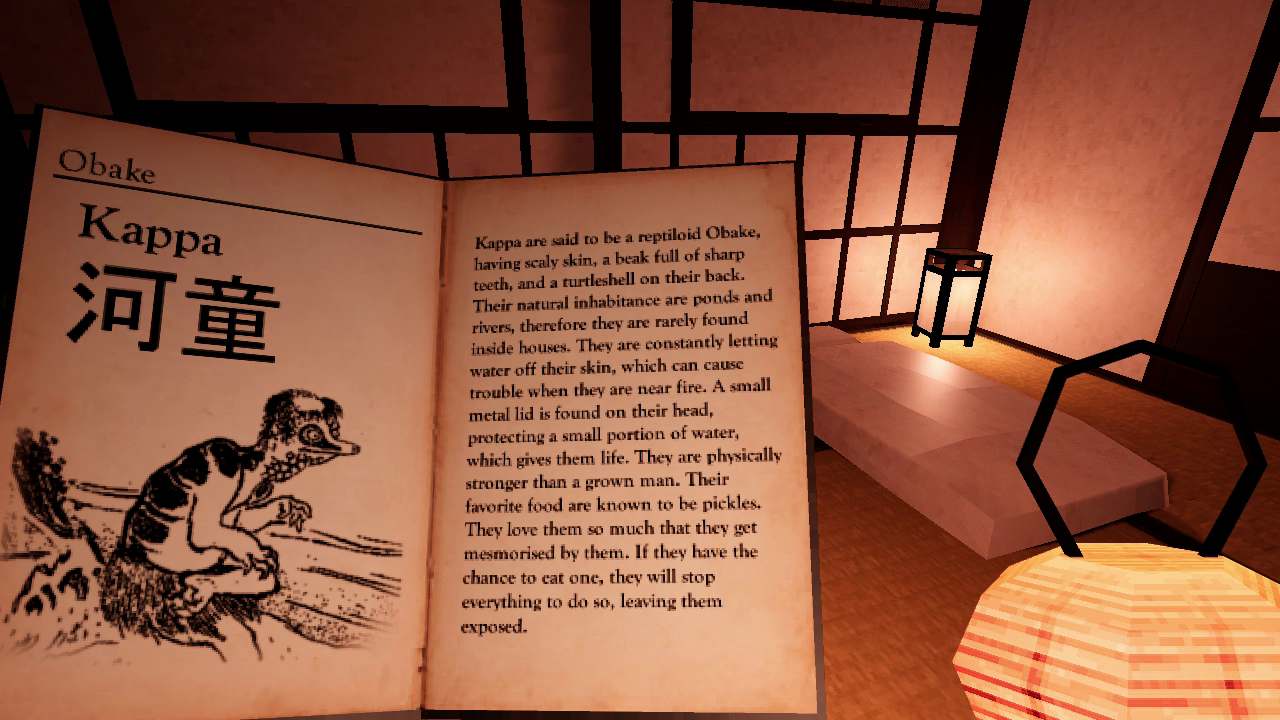 Obake
Kappa
河童
Kappa are said to be a reptiloid Obake,
having scaly skin, a beak full of sharp
teeth, and a turtleshell on their back.
Their natural inhabitance are ponds and
rivers, therefore they are rarely found
inside houses. They are constantly letting
water off their skin, which can cause
trouble when they are near fire. A small
metal lid is found on their head,
protecting a small portion of water,
which gives them life. They are physically
stronger than a grown man. Their
favorite food are known to be pickles.
They love them so much that they get
mesmorised by them. If they have the
chance to eat one, they will stop
everything to do so, leaving them
exposed.